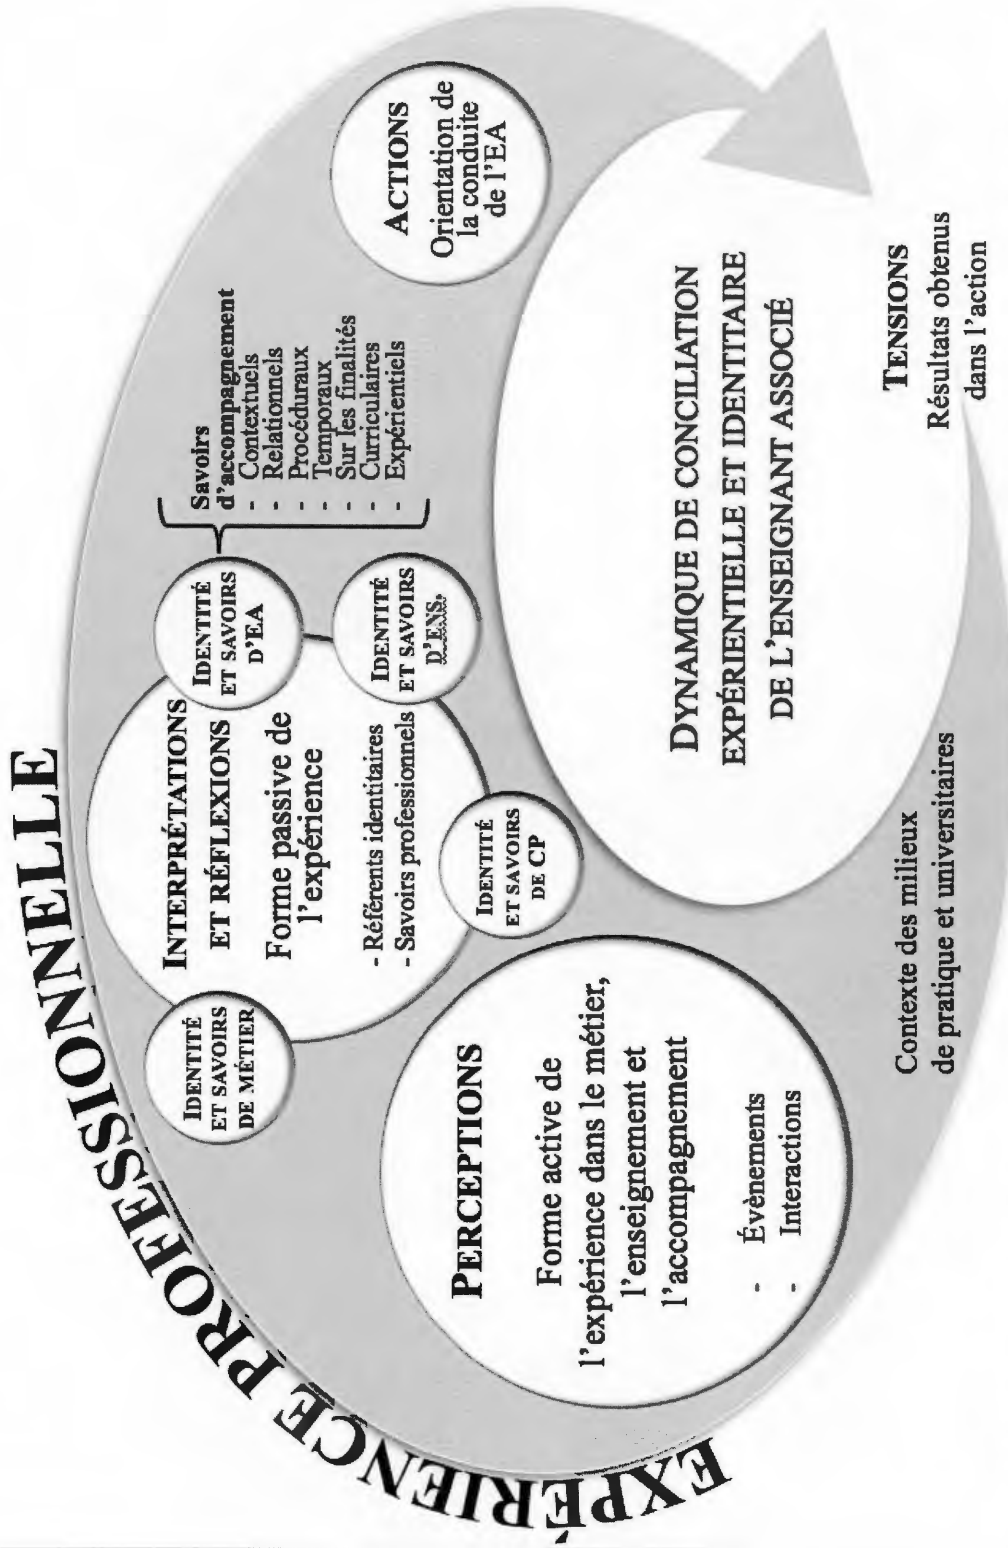 EXPÉRIENCE PROFESSIONNELLE
PERCEPTIONS
Forme active de
l'expérience dans le métier,
l'enseignement et
l'accompagnement
- Évènements
- Interactions
IDENTITÉ
ET SAVOIRS
DE MÉTIER
INTERPRÉTATIONS
ET RÉFLEXIONS
Forme passive de
l'expérience
- Référents identitaires
- Savoirs professionnels
IDENTITÉ
ET SAVOIRS
DE CP
IDENTITÉ
ET SAVOIRS
D'EA
IDENTITÉ
ET SAVOIRS
D'ENS.
Savoirs
d'accompagnement
- Contextuels
- Relationnels
- Procéduraux
- Temporaux
- Sur les finalités
- Curriculaires
- Expérientiels
ACTIONS
Orientation de
la conduite
de l'EA
DYNAMIQUE DE CONCILIATION
EXPÉRIENTIELLE ET IDENTITAIRE
DE L'ENSEIGNANT ASSOCIÉ
TENSIONS
Résultats obtenus
dans l'action
Contexte des milieux
de pratique et universitaires